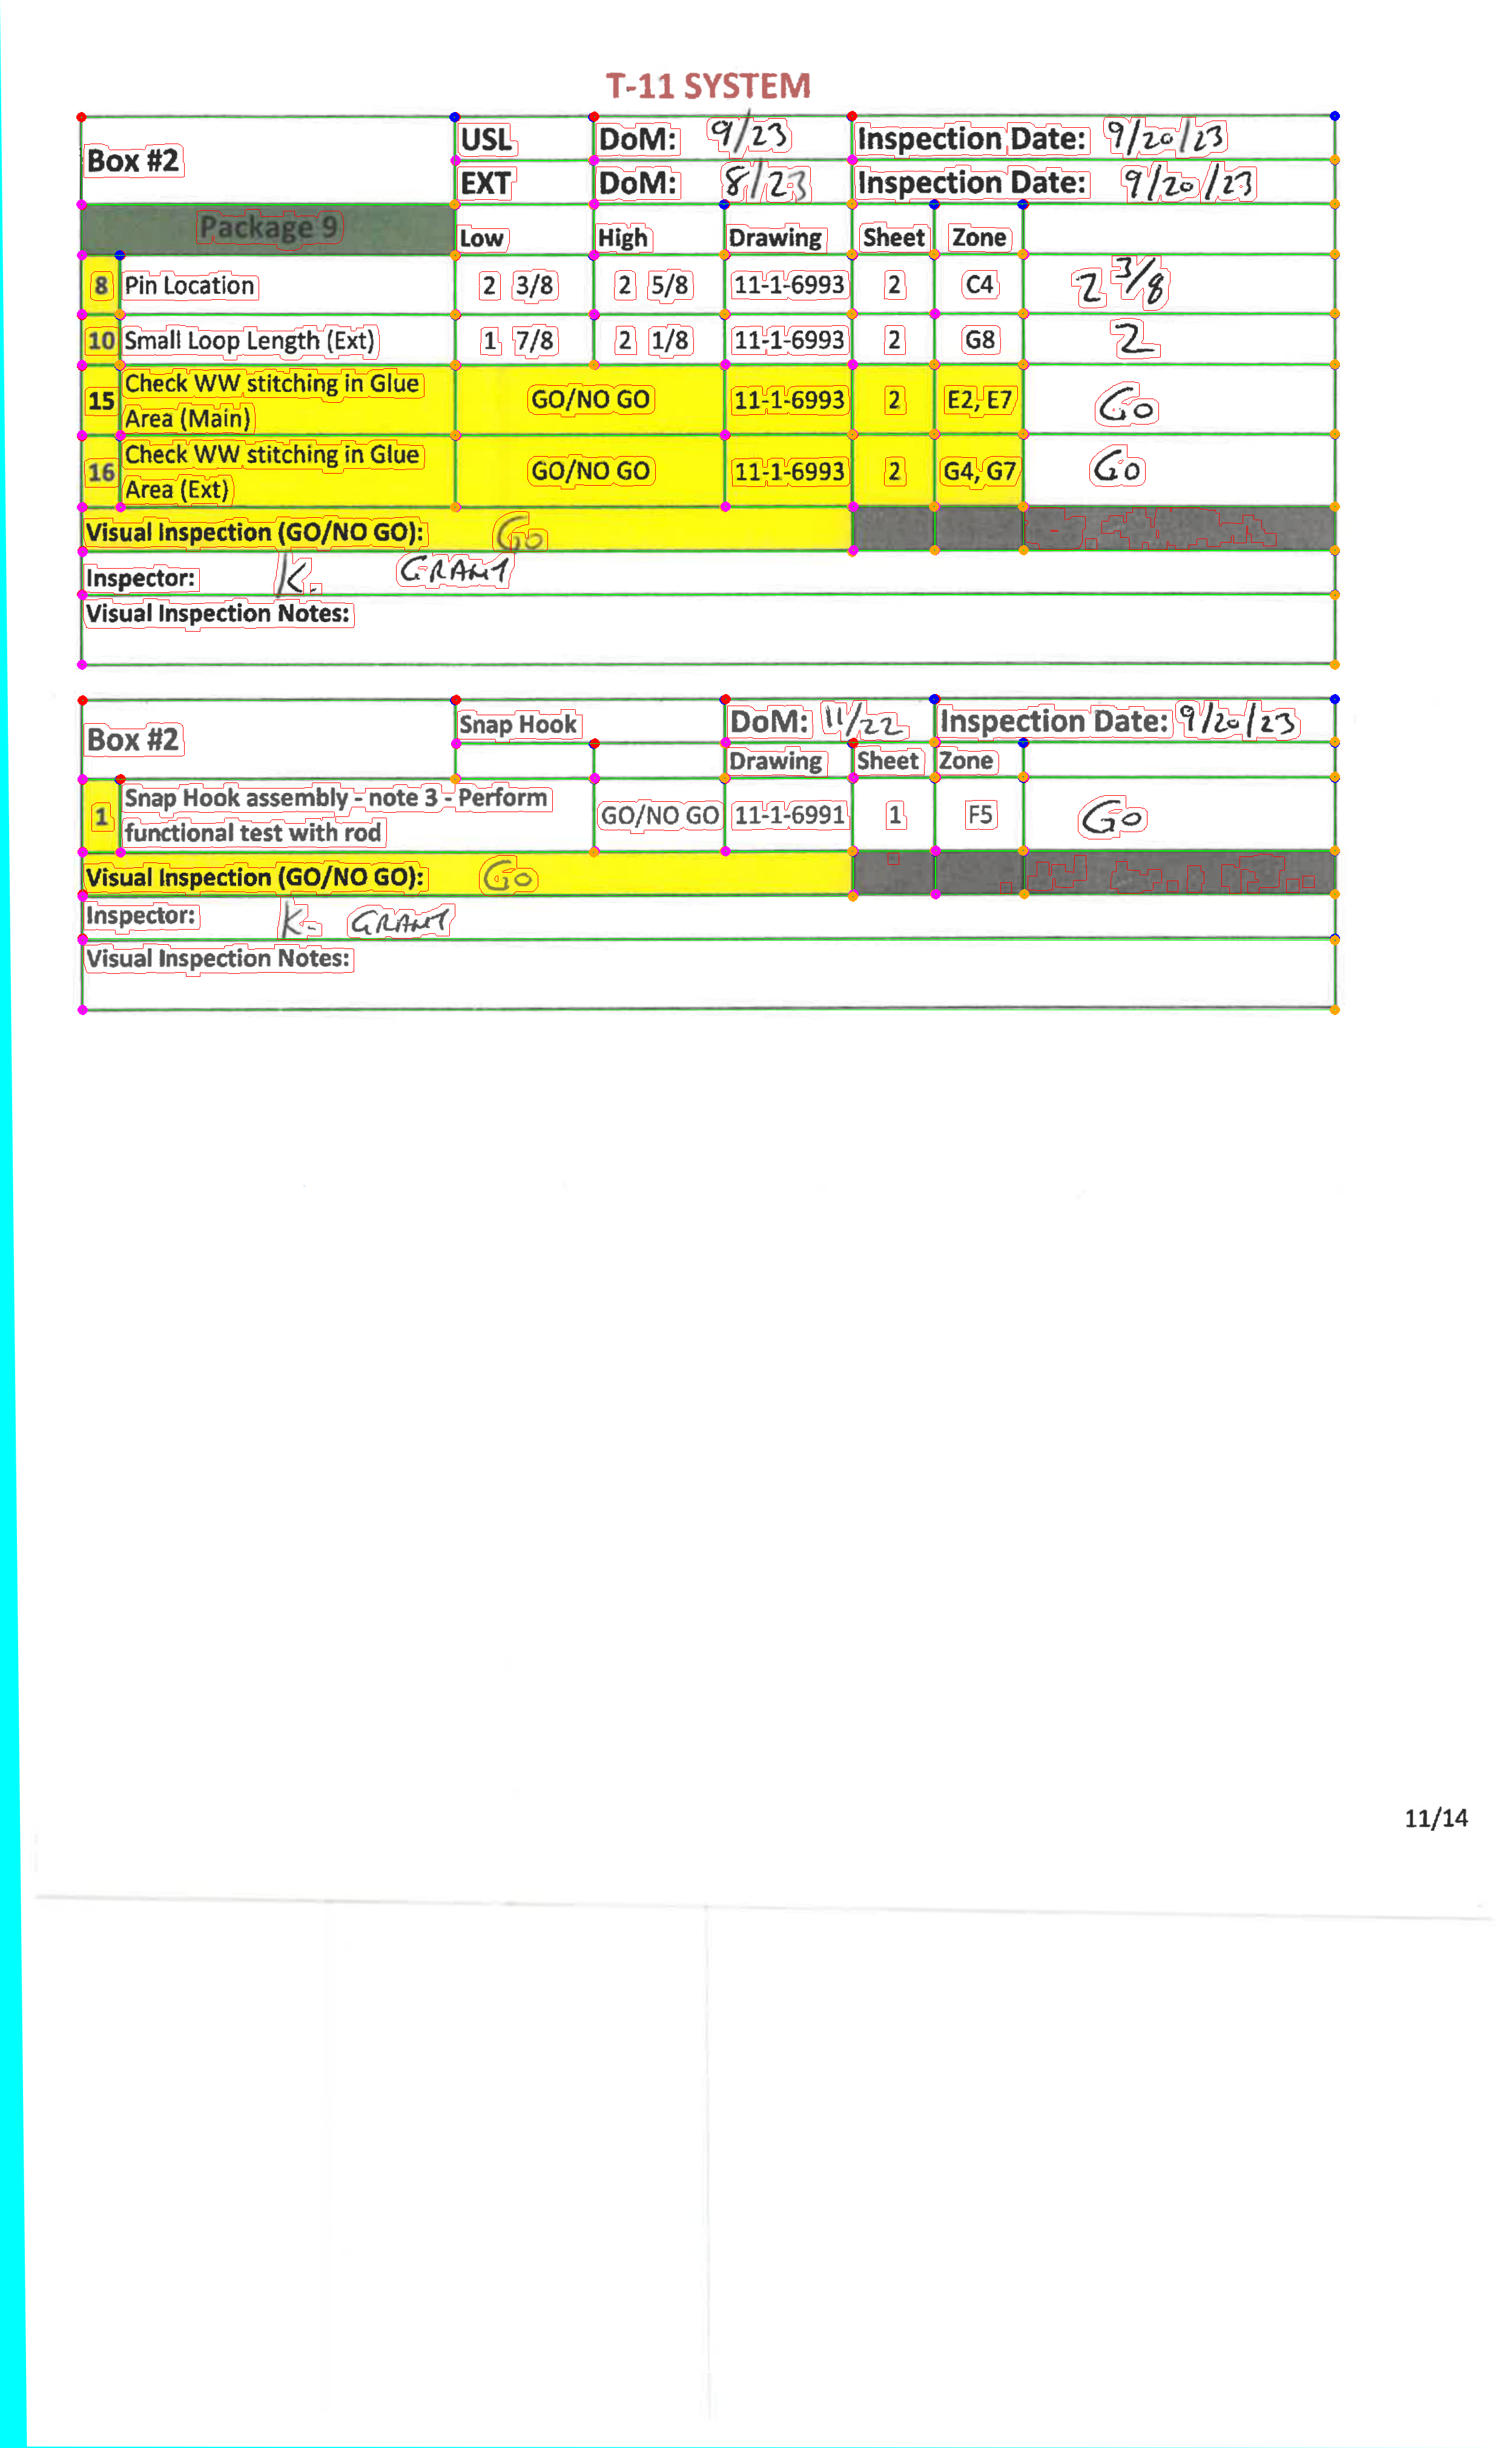 T-11 SYSTEM
Box #2 USL DoM: 9/23 Inspection Date: 9/20/23
EXT DoM: 8/23 Inspection Date: 9/20/23
Package 9 Low High Drawing Sheet Zone
8 Pin Location 2 3/8 2 5/8 11-1-6993 2 C4 2 3/8
10 Small Loop Length (Ext) 1 7/8 2 1/8 11-1-6993 2 G8 2
15 Check WW stitching in Glue Area (Main) GO/NO GO 11-1-6993 2 E2, E7 Go
16 Check WW stitching in Glue Area (Ext) GO/NO GO 11-1-6993 2 G4, G7 Go
Visual Inspection (GO/NO GO): Go
Inspector: K. GRANT
Visual Inspection Notes:
Box #2 Snap Hook DoM: 11/22 Inspection Date: 9/20/23
Drawing Sheet Zone
1 Snap Hook assembly - note 3 - Perform functional test with rod GO/NO GO 11-1-6991 1 F5 Go
Visual Inspection (GO/NO GO): Go
Inspector: K. GRANT
Visual Inspection Notes:
11/14